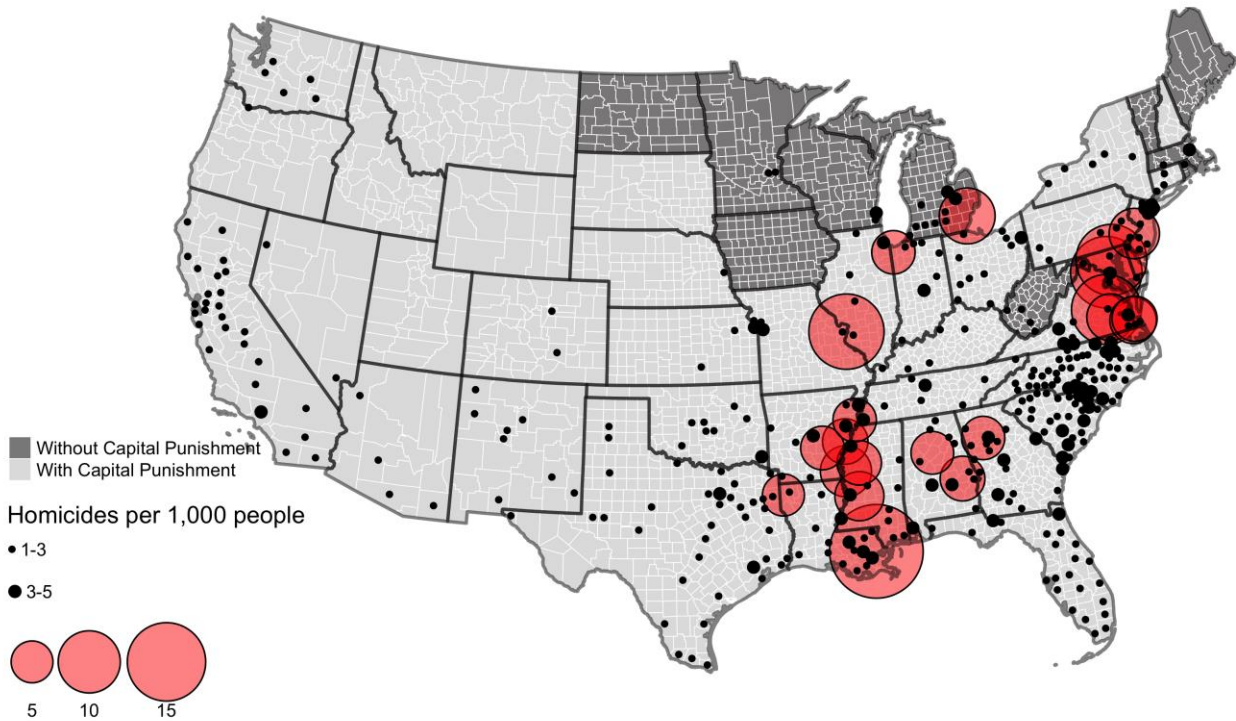 Without Capital Punishment
With Capital Punishment
Homicides per 1,000 people
1-3
3-5
5 10 15